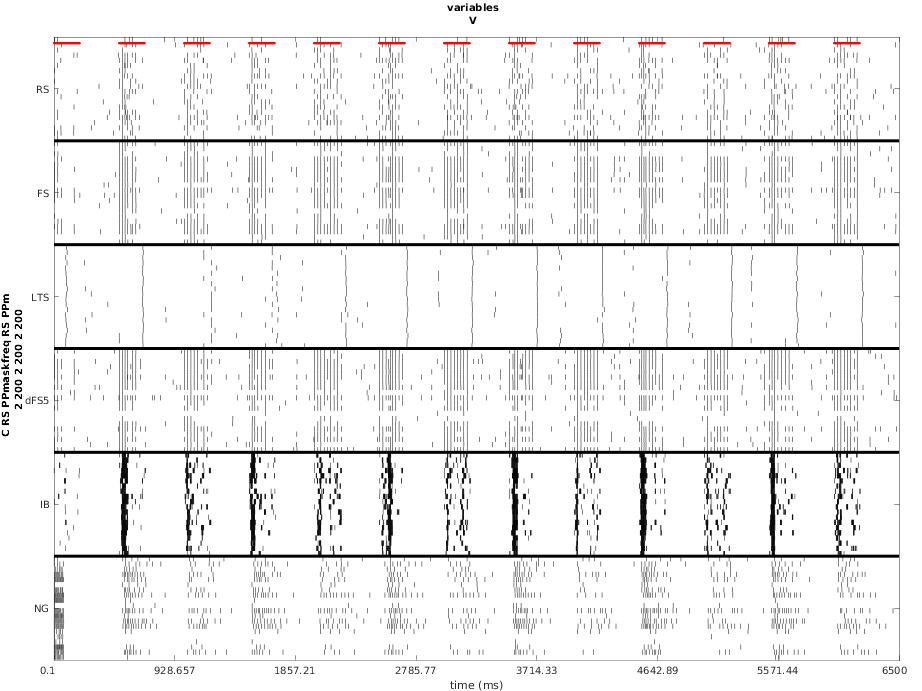 variables
V
RS
FS
LTS
dFS5
IB
NG
C RS PPmaskfreq RS PPm
2 200 2 200 2 200
0.1 928.657 1857.21 2785.77 3714.33 4642.89 5571.44 6500
time (ms)